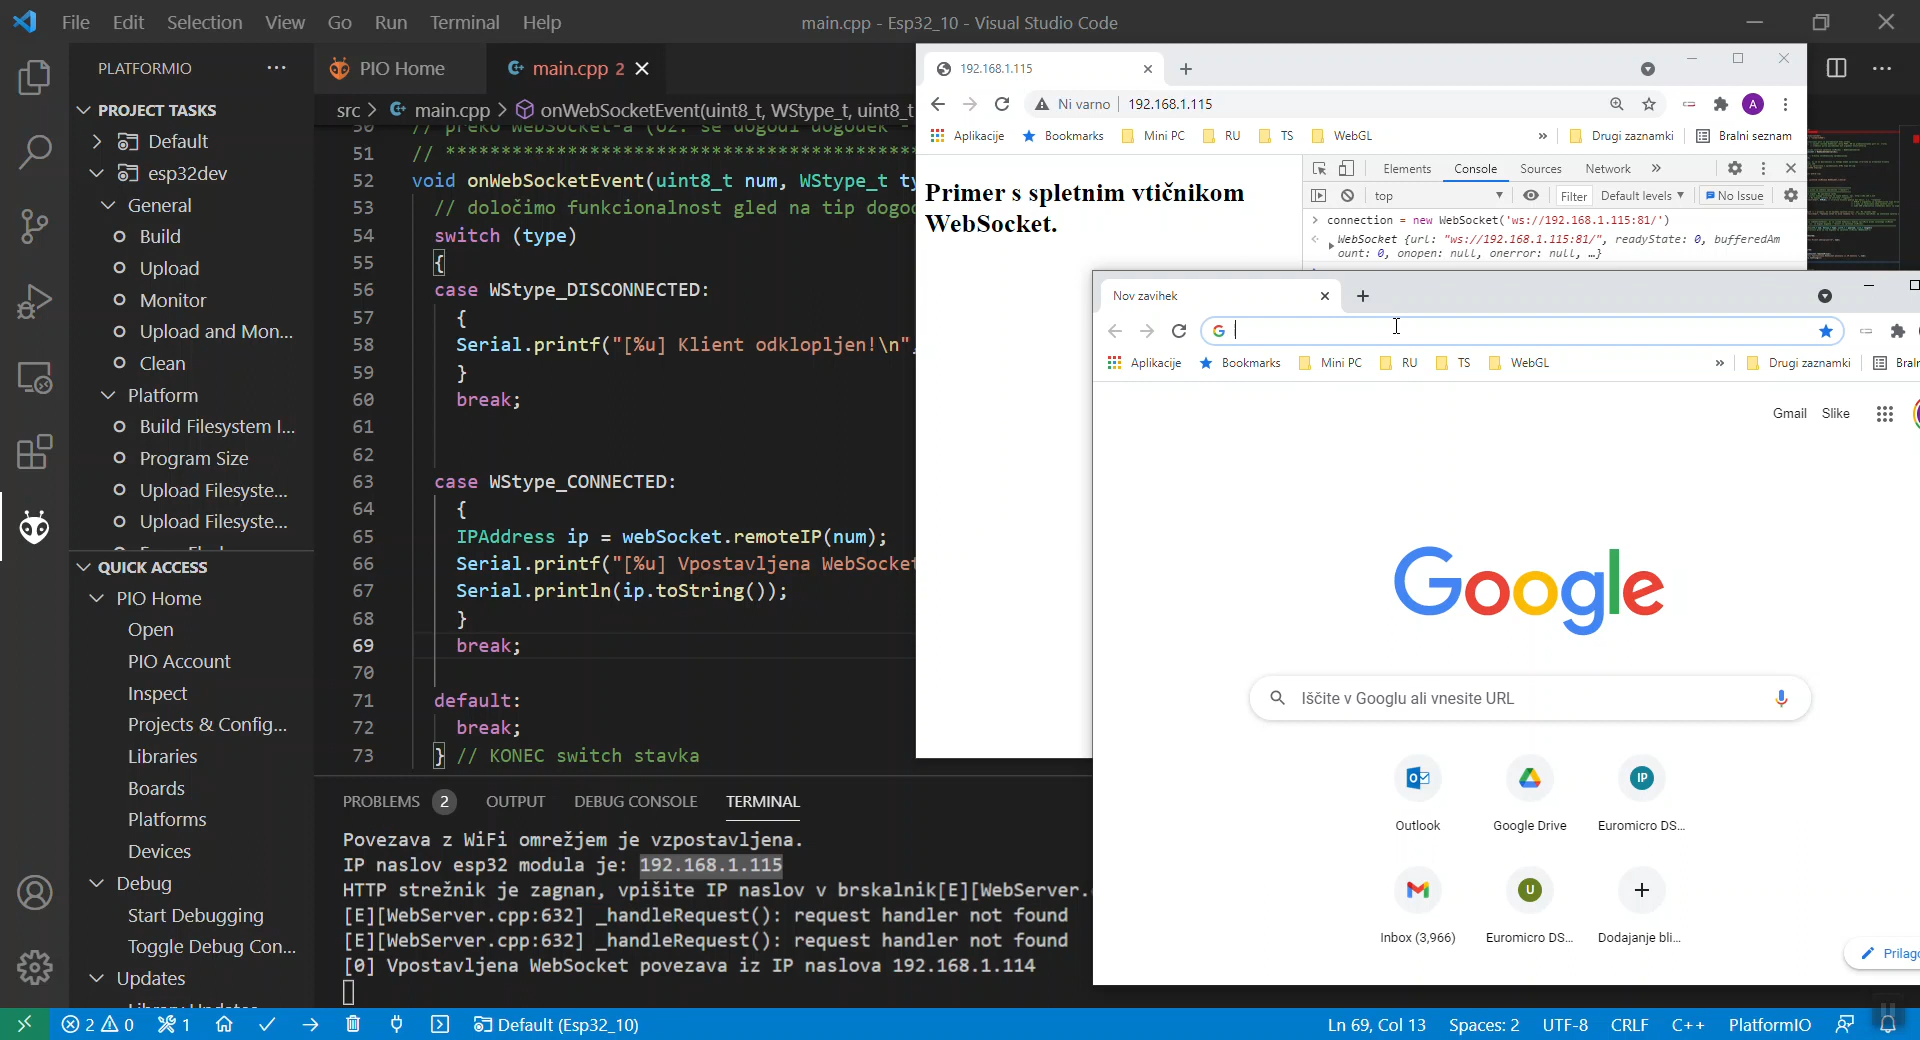 File Edit Selection View Go Run Terminal Help
main.cpp - Esp32_10 - Visual Studio Code
PLATFORMIO
PROJECT TASKS
Default
esp32dev
General
Build
Upload
Monitor
Upload and Mon...
Clean
Platform
Build Filesystem I...
Program Size
Upload Filesyste...
Upload Filesyste...
QUICK ACCESS
PIO Home
Open
PIO Account
Inspect
Projects & Config...
Libraries
Boards
Platforms
Devices
Debug
Start Debugging
Toggle Debug Con...
Updates
PIO Home
main.cpp 2
src > main.cpp > onWebSocketEvent(uint8_t, WStype_t, uint8_t
50 // preko WebSocket-a (oz. se dogodi dogodek -
51 // *******************************************
52 void onWebSocketEvent(uint8_t num, WStype_t ty
53 // določimo funkcionalnost gled na tip dogod
54 switch (type)
55 {
56 case WStype_DISCONNECTED:
57 {
58 Serial.printf("[%u] Klient odklopljen!\n",
59 }
60 break;
61
62
63 case WStype_CONNECTED:
64 {
65 IPAddress ip = webSocket.remoteIP(num);
66 Serial.printf("[%u] Vpostavljena WebSocket
67 Serial.println(ip.toString());
68 }
69 break;
70
71 default:
72 break;
73 } // KONEC switch stavka
PROBLEMS 2 OUTPUT DEBUG CONSOLE TERMINAL
Povezava z WiFi omrežjem je vzpostavljena.
IP naslov esp32 modula je: 192.168.1.115
HTTP strežnik je zagnan, vpišite IP naslov v brskalnik[E][WebServer.
[E][WebServer.cpp:632] _handleRequest(): request handler not found
[E][WebServer.cpp:632] _handleRequest(): request handler not found
[0] Vpostavljena WebSocket povezava iz IP naslova 192.168.1.114
192.168.1.115
Ni varno 192.168.1.115
A
Aplikacije Bookmarks Mini PC RU TS WebGL » Drugi zaznamki Bralni seznam
Primer s spletnim vtičnikom
WebSocket.
Elements Console Sources Network »
top Filter Default levels No Issue
> connection = new WebSocket('ws://192.168.1.115:81/')
WebSocket {url: "ws://192.168.1.115:81/", readyState: 0, bufferedAm
ount: 0, onopen: null, onerror: null, …}
Nov zavihek
G
Aplikacije Bookmarks Mini PC RU TS WebGL » Drugi zaznamki Bralr
Gmail Slike
Google
Iščite v Googlu ali vnesite URL
IP
Outlook Google Drive Euromicro DS...
U
Inbox (3,966) Euromicro DS... Dodajanje bli...
Prilago
2 0 1 Default (Esp32_10)
Ln 69, Col 13 Spaces: 2 UTF-8 CRLF C++ PlatformIO